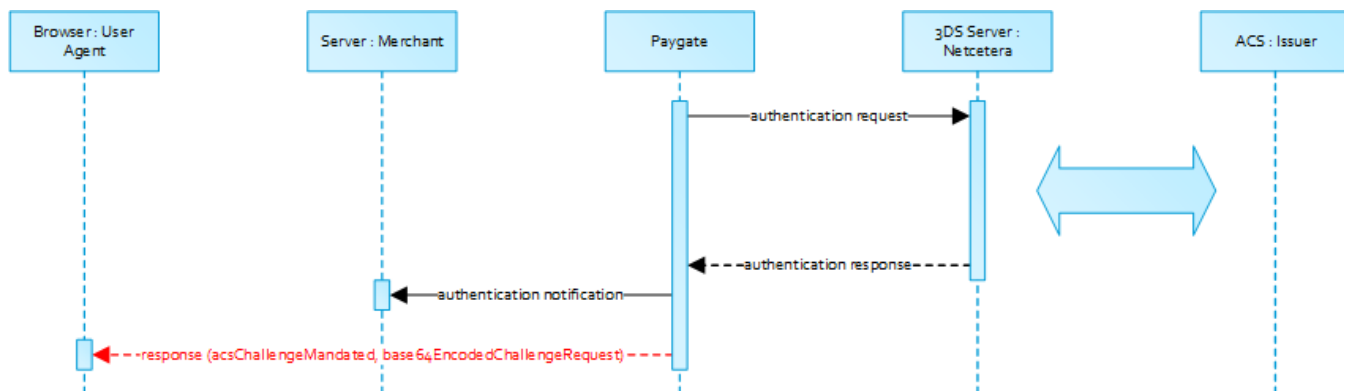 Browser : User
Agent
Server : Merchant
Paygate
3DS Server :
Netcetera
ACS : Issuer
authentication request
authentication response
authentication notification
response (acsChallengeMandated, base64EncodedChallengeRequest)